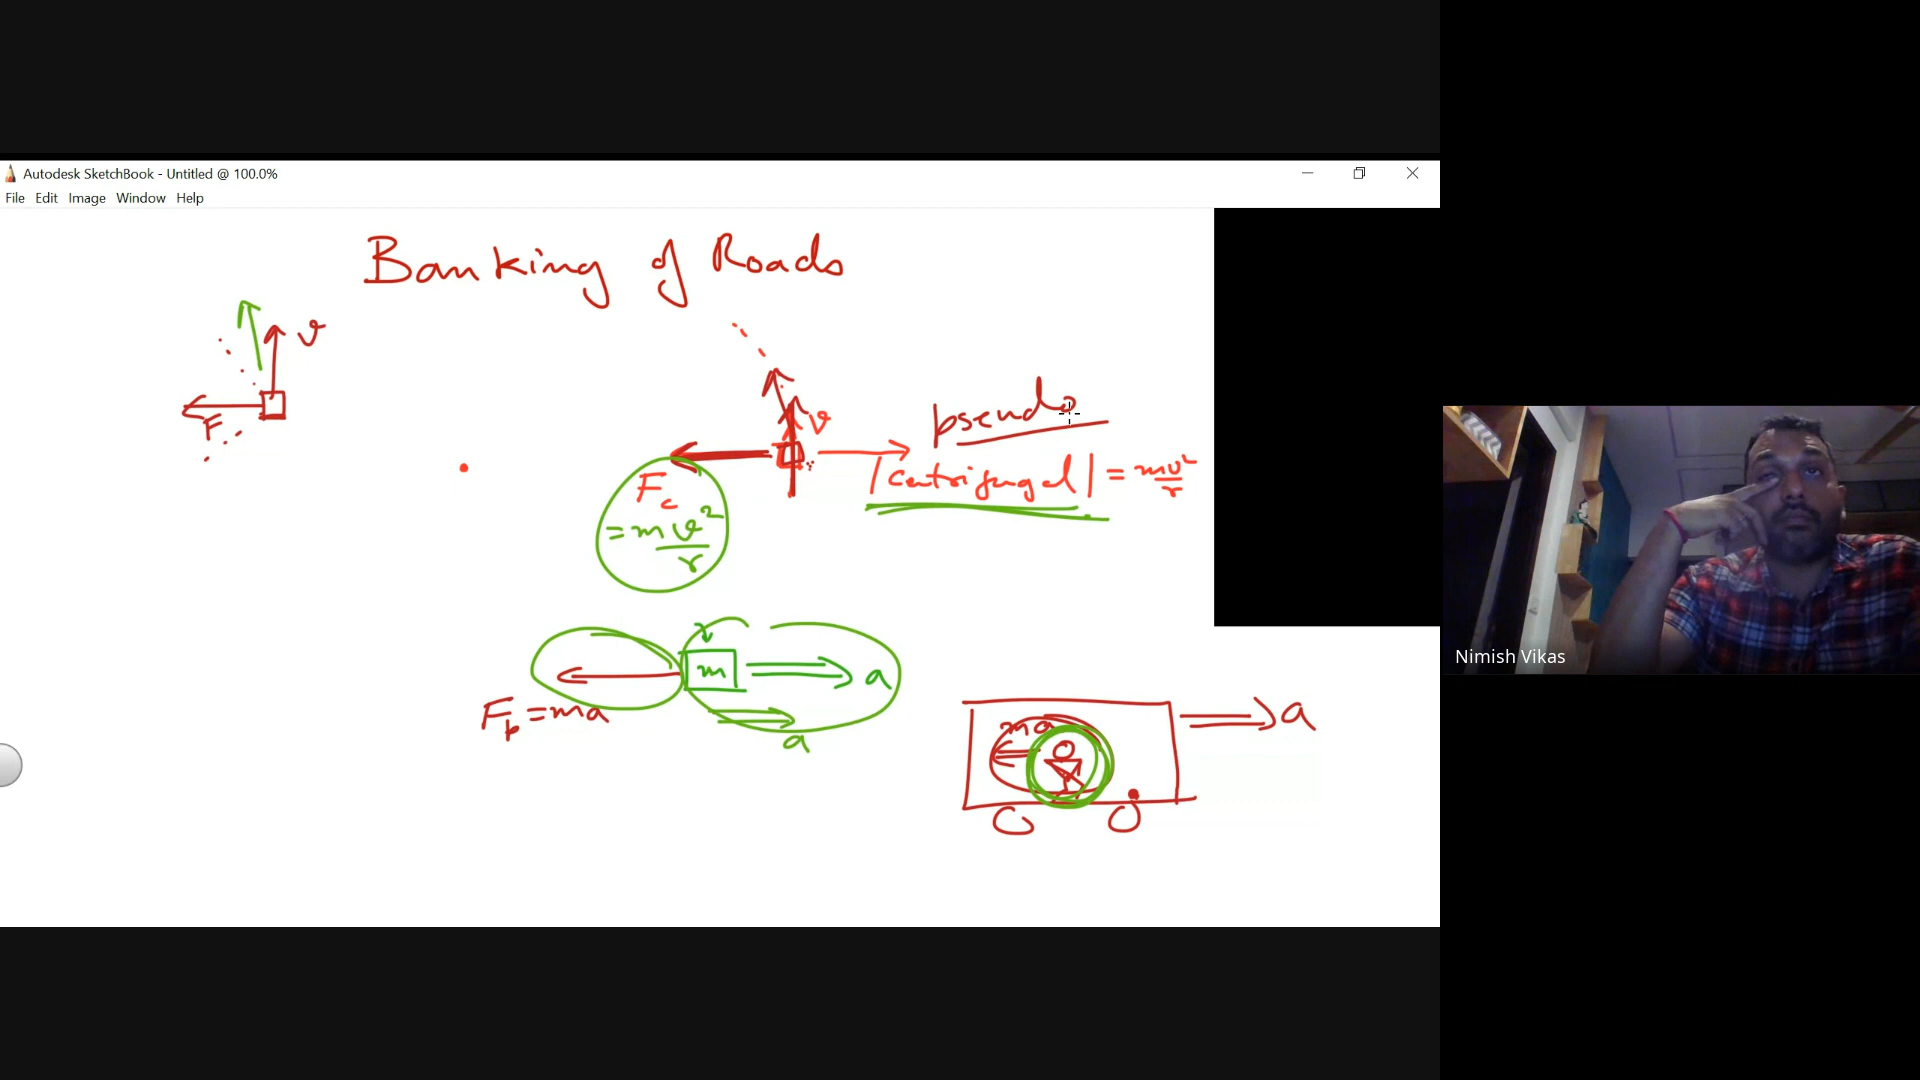 Autodesk SketchBook - Untitled @ 100.0%
File Edit Image Window Help
Banking of Roads
v
F
v
pseudo
Fc
= mv²/r
|Centrifugal| = mv²/r
m
a
Fp = ma
a
ma
a
Nimish Vikas